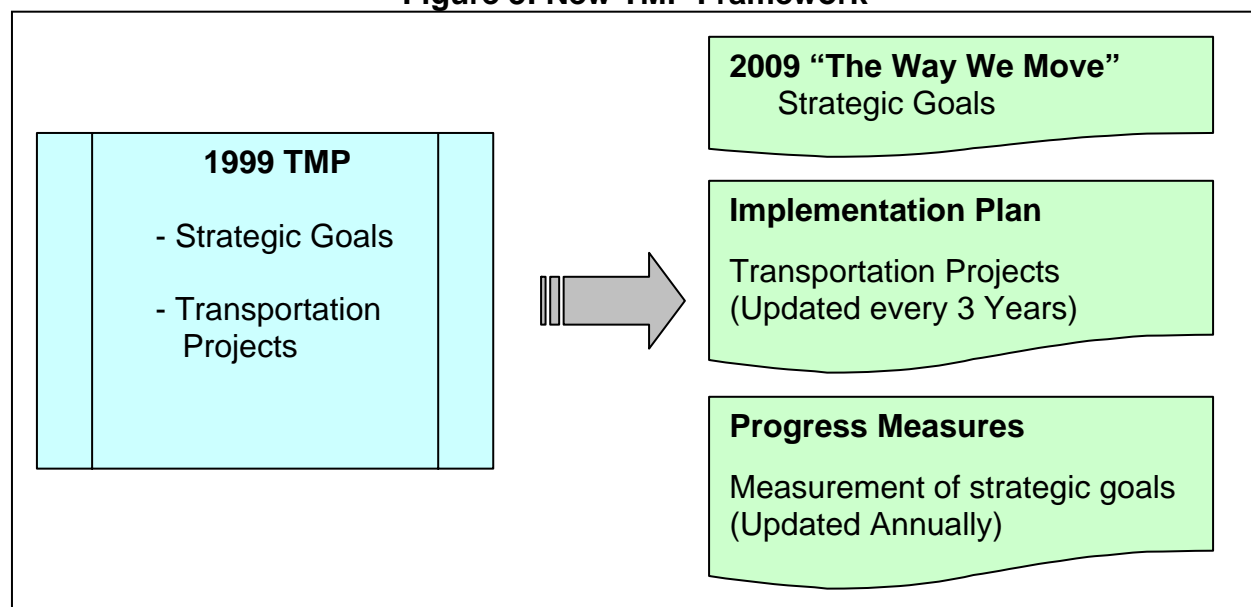 1999 TMP
- Strategic Goals
- Transportation
Projects
2009 “The Way We Move”
Strategic Goals
Implementation Plan
Transportation Projects
(Updated every 3 Years)
Progress Measures
Measurement of strategic goals
(Updated Annually)